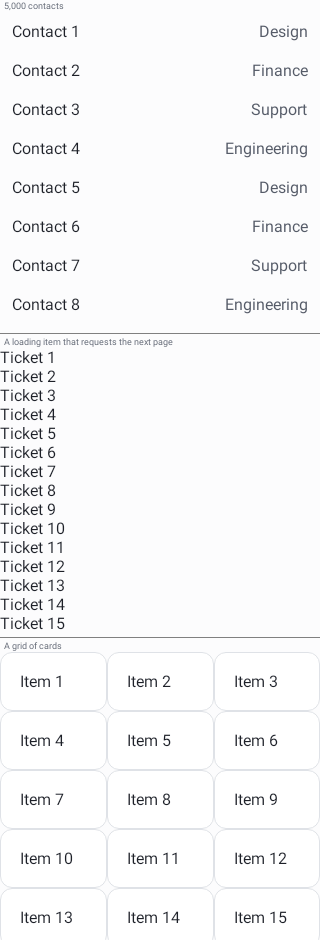 5,000 contacts
Contact 1 Design
Contact 2 Finance
Contact 3 Support
Contact 4 Engineering
Contact 5 Design
Contact 6 Finance
Contact 7 Support
Contact 8 Engineering
A loading item that requests the next page
Ticket 1
Ticket 2
Ticket 3
Ticket 4
Ticket 5
Ticket 6
Ticket 7
Ticket 8
Ticket 9
Ticket 10
Ticket 11
Ticket 12
Ticket 13
Ticket 14
Ticket 15
A grid of cards
Item 1 Item 2 Item 3
Item 4 Item 5 Item 6
Item 7 Item 8 Item 9
Item 10 Item 11 Item 12
Item 13 Item 14 Item 15